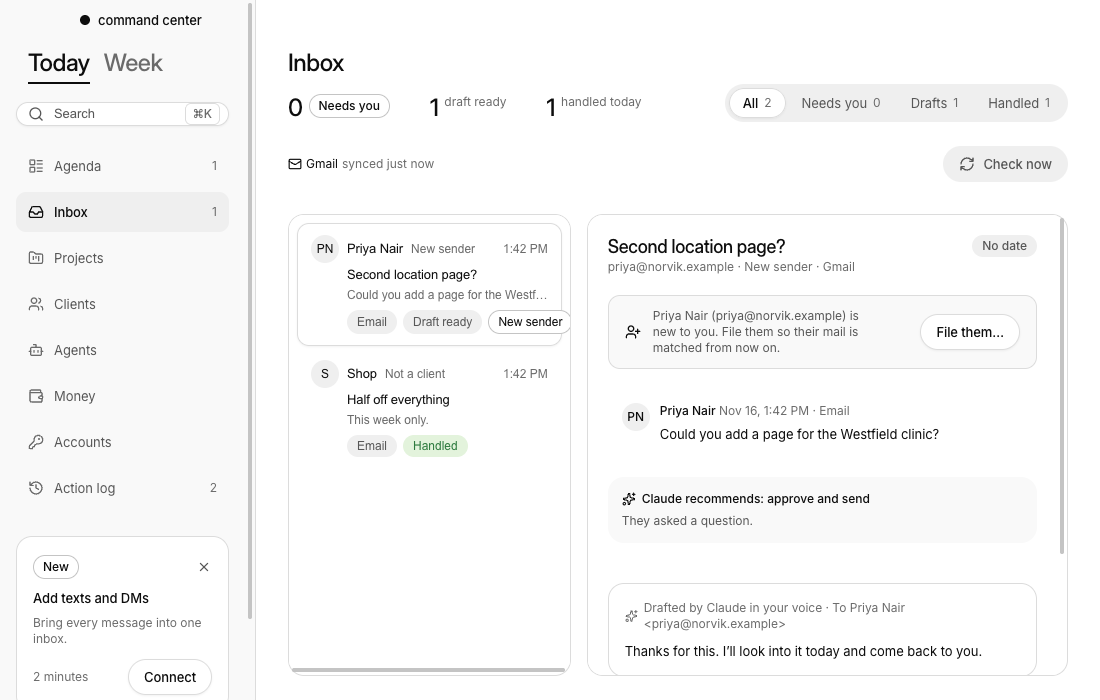 command center
Today Week
Search ⌘K
Agenda 1
Inbox 1
Projects
Clients
Agents
Money
Accounts
Action log 2
New
Add texts and DMs
Bring every message into one
inbox.
2 minutes Connect
Inbox
0 Needs you 1 draft ready 1 handled today
All 2 Needs you 0 Drafts 1 Handled 1
Gmail synced just now
Check now
PN Priya Nair New sender 1:42 PM
Second location page?
Could you add a page for the Westf…
Email Draft ready New sender
S Shop Not a client 1:42 PM
Half off everything
This week only.
Email Handled
Second location page? No date
priya@norvik.example · New sender · Gmail
Priya Nair (priya@norvik.example) is
new to you. File them so their mail is
matched from now on.
File them…
PN Priya Nair Nov 16, 1:42 PM · Email
Could you add a page for the Westfield clinic?
Claude recommends: approve and send
They asked a question.
Drafted by Claude in your voice · To Priya Nair
<priya@norvik.example>
Thanks for this. I’ll look into it today and come back to you.